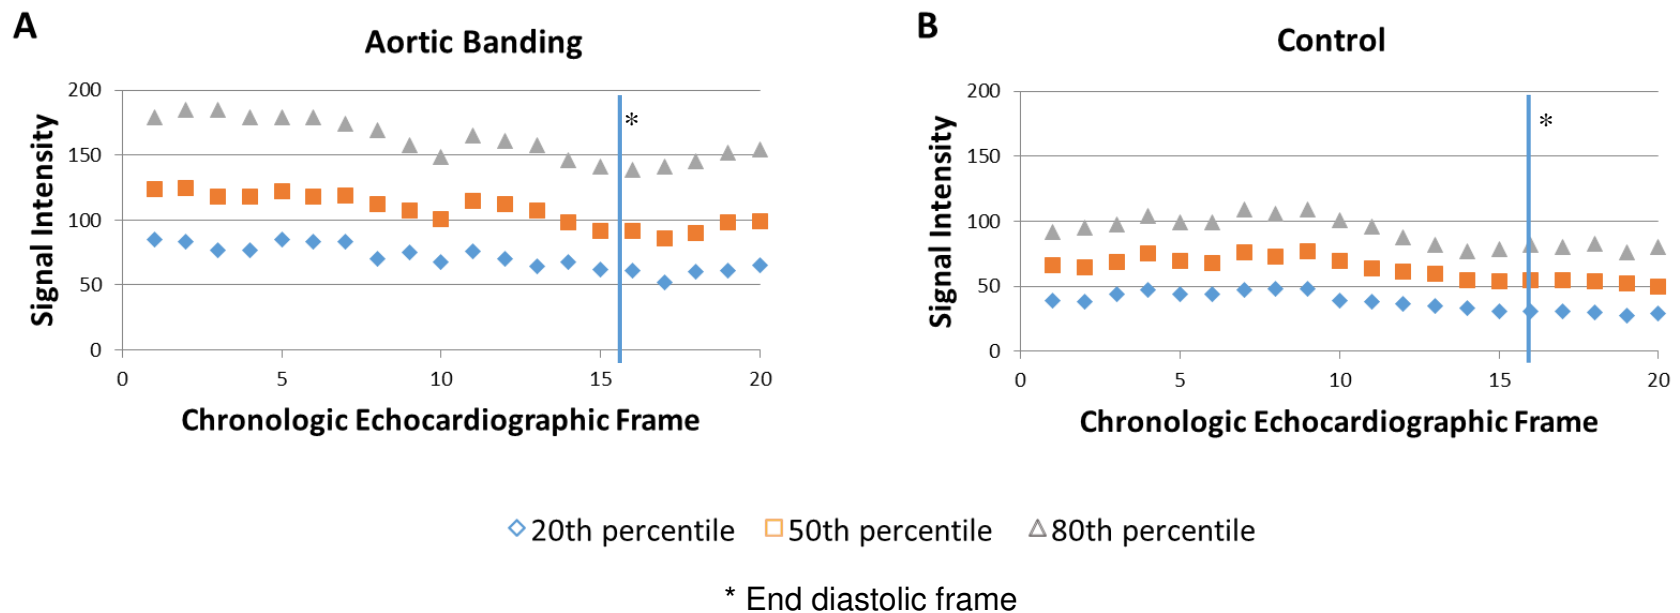 A
Aortic Banding
200
150
100
50
0
0 5 10 15 20
*
Signal Intensity
Chronologic Echocardiographic Frame
B
Control
200
150
100
50
0
0 5 10 15 20
*
Signal Intensity
Chronologic Echocardiographic Frame
20th percentile 50th percentile 80th percentile
* End diastolic frame